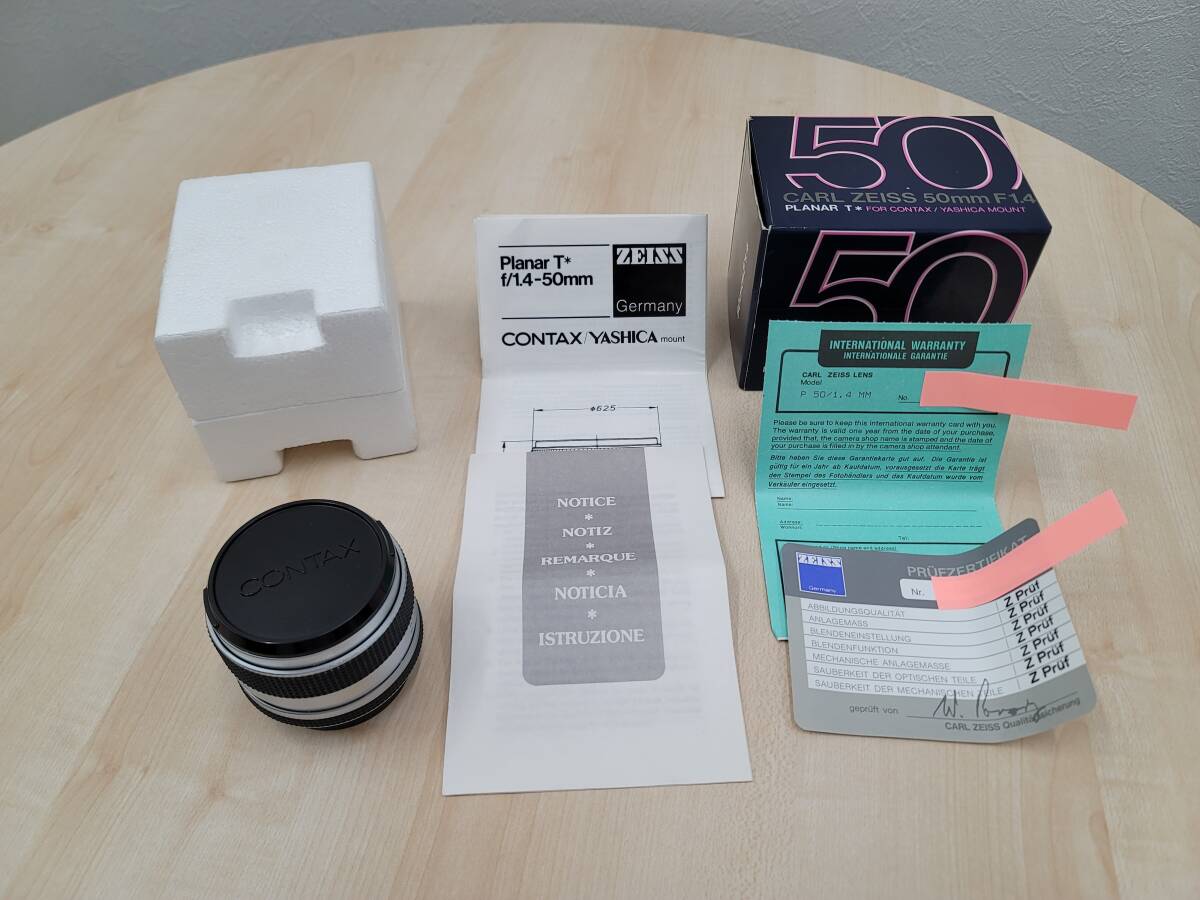 50
CARL ZEISS 50mm F1.4
PLANAR T* FOR CONTAX/YASHICA MOUNT
50
Planar T*
f/1.4-50mm
ZEISS
Germany
CONTAX/YASHICA mount
ø62.5
NOTICE
*
NOTIZ
*
REMARQUE
*
NOTICIA
*
ISTRUZIONE
CONTAX
INTERNATIONAL WARRANTY
INTERNATIONALE GARANTIE
CARL ZEISS LENS
Model
P 50/1,4 MM
No.
Please be sure to keep this international warranty card with you.
The warranty is valid one year from the date of your purchase,
provided that, the camera shop name is stamped and the date of
your purchase is filled in by the camera shop attendant.
Bitte heben Sie diese Garantiekarte gut auf. Die Garantie ist
gültig für ein Jahr ab Kaufdatum, vorausgesetzt die Karte trägt
den Stempel des Fotohändlers und das Kaufdatum wurde vom
Verkäufer eingesetzt.
Name:
Name:
Address:
Wohnort:
Tel:
ZEISS
Germany
PRÜFZERTIFIKAT
Nr.
ABBILDUNGSQUALITÄT Z Prüf
ANLAGEMASS Z Prüf
BLENDENEINSTELLUNG Z Prüf
BLENDENFUNKTION Z Prüf
MECHANISCHE ANLAGEMASSE Z Prüf
SAUBERKEIT DER OPTISCHEN TEILE Z Prüf
SAUBERKEIT DER MECHANISCHEN TEILE Z Prüf
geprüft von
CARL ZEISS Qualitätssicherung